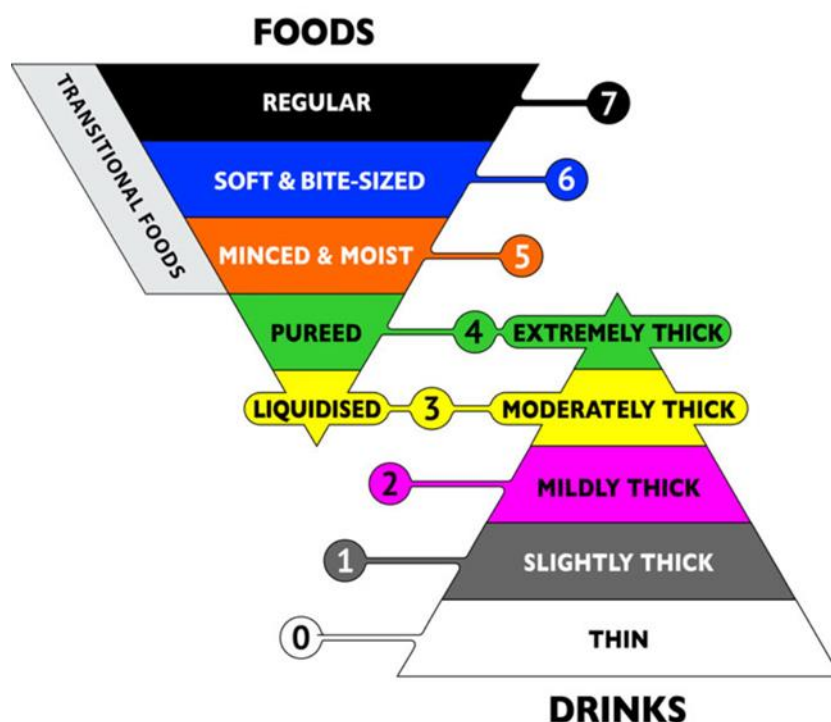 FOODS
TRANSITIONAL FOODS
REGULAR
7
SOFT & BITE-SIZED
6
MINCED & MOIST
5
PUREED
4
EXTREMELY THICK
LIQUIDISED
3
MODERATELY THICK
2
MILDLY THICK
1
SLIGHTLY THICK
0
THIN
DRINKS